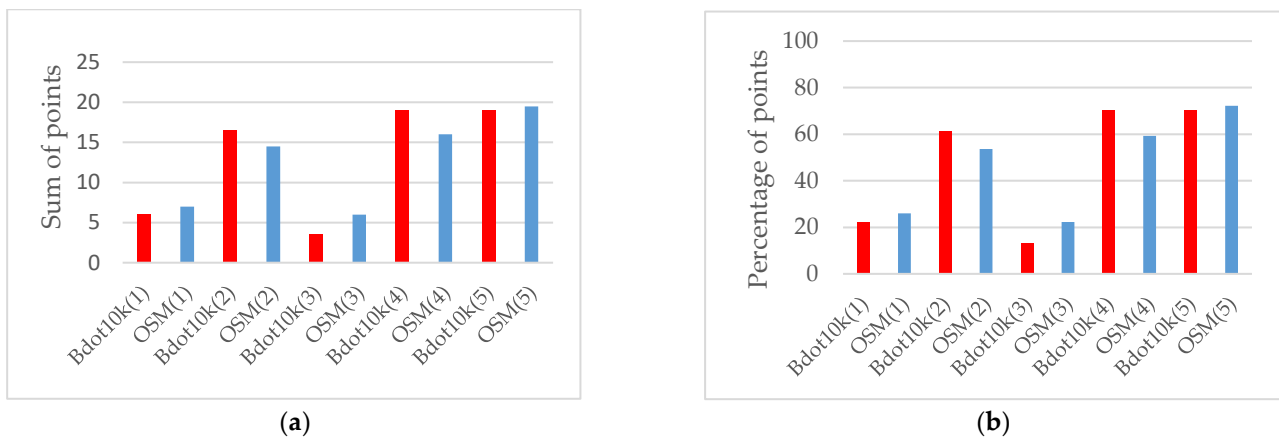 Sum of points
25
20
15
10
5
0
Bdot10k(1)
OSM(1)
Bdot10k(2)
OSM(2)
Bdot10k(3)
OSM(3)
Bdot10k(4)
OSM(4)
Bdot10k(5)
OSM(5)
(a)
Percentage of points
100
80
60
40
20
0
Bdot10k(1)
OSM(1)
Bdot10k(2)
OSM(2)
Bdot10k(3)
OSM(3)
Bdot10k(4)
OSM(4)
Bdot10k(5)
OSM(5)
(b)